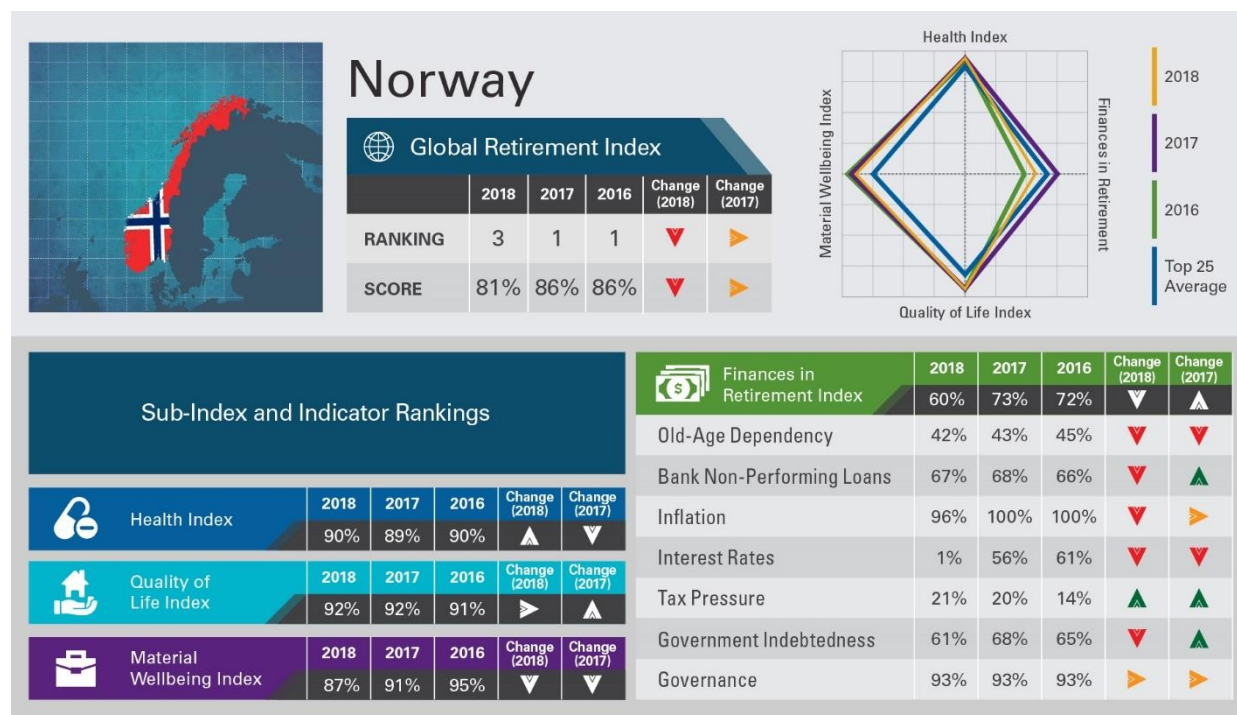 Norway
Global Retirement Index
2018 2017 2016 Change (2018) Change (2017)
RANKING 3 1 1
SCORE 81% 86% 86%
Health Index
Material Wellbeing Index
Finances in Retirement
Quality of Life Index
2018
2017
2016
Top 25
Average
Sub-Index and Indicator Rankings
Health Index
2018 2017 2016 Change (2018) Change (2017)
90% 89% 90%
Quality of
Life Index
2018 2017 2016 Change (2018) Change (2017)
92% 92% 91%
Material
Wellbeing Index
2018 2017 2016 Change (2018) Change (2017)
87% 91% 95%
Finances in
Retirement Index
2018 2017 2016 Change (2018) Change (2017)
60% 73% 72%
Old-Age Dependency 42% 43% 45%
Bank Non-Performing Loans 67% 68% 66%
Inflation 96% 100% 100%
Interest Rates 1% 56% 61%
Tax Pressure 21% 20% 14%
Government Indebtedness 61% 68% 65%
Governance 93% 93% 93%